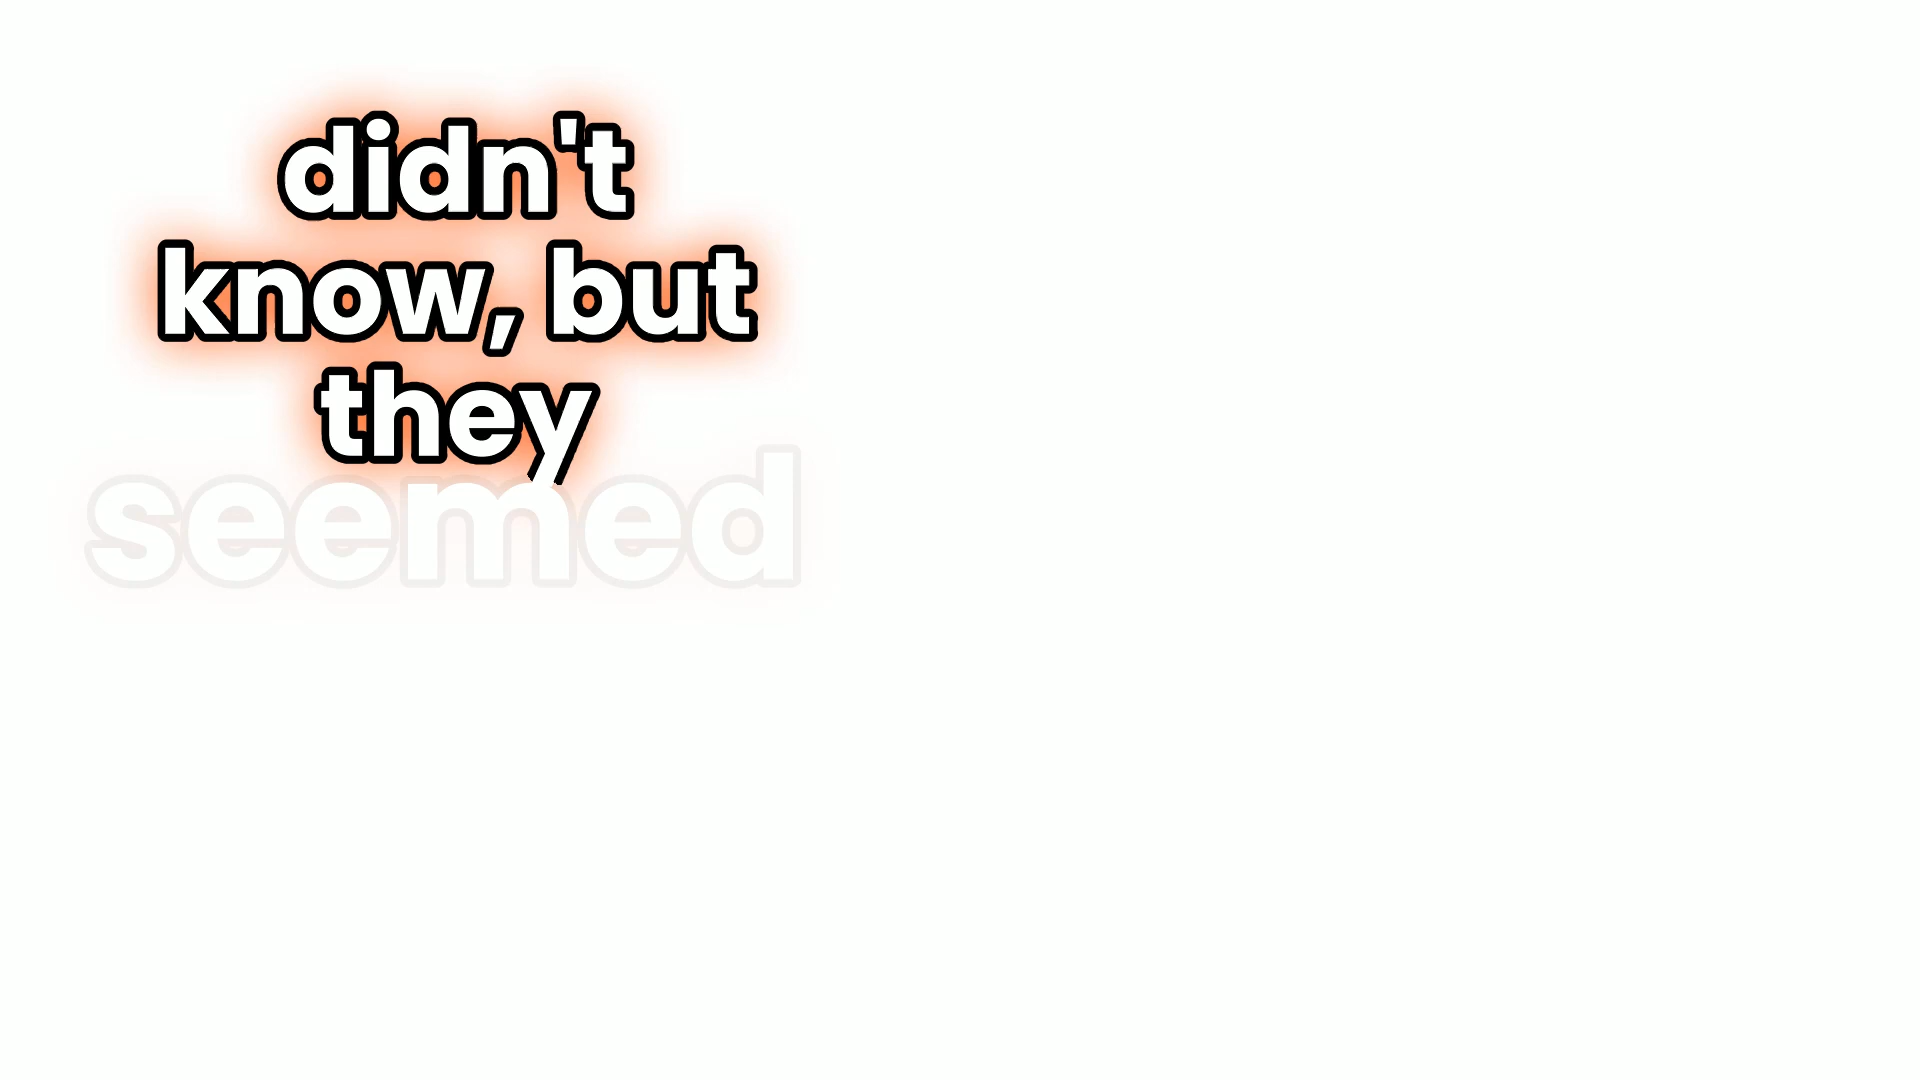 didn't
know, but
they
seemed